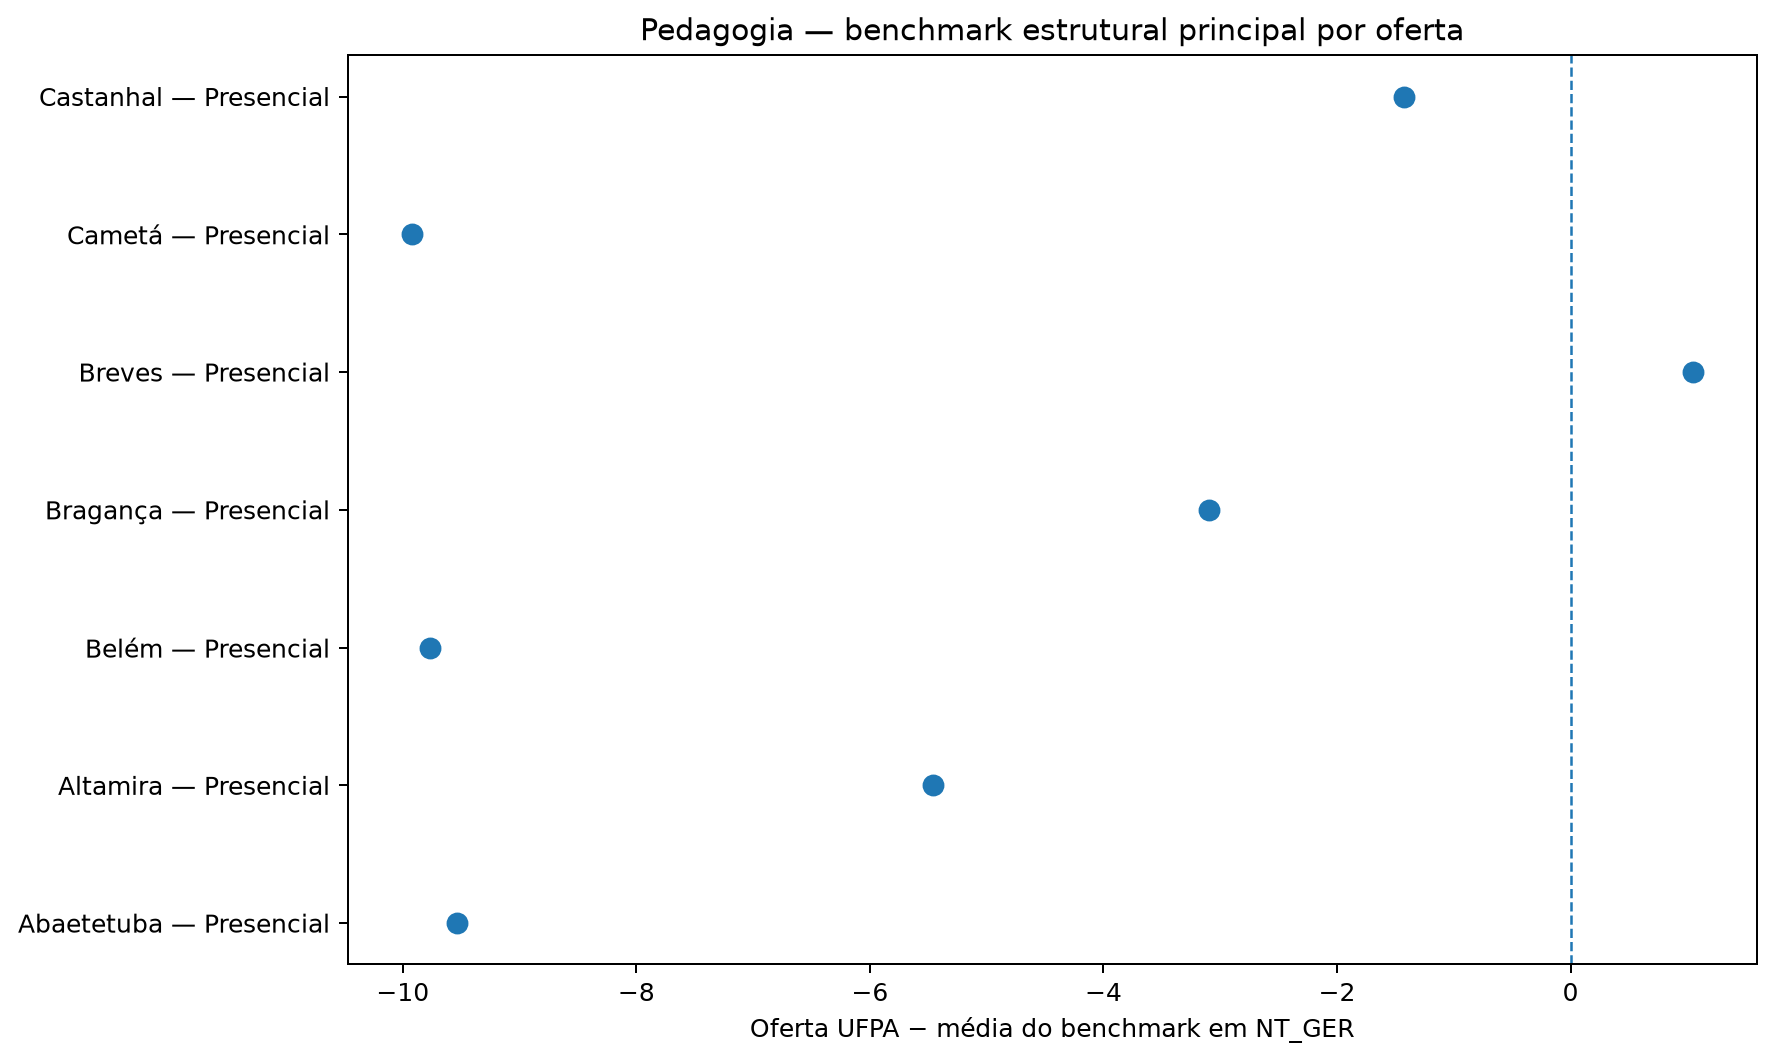 Pedagogia — benchmark estrutural principal por oferta
Castanhal — Presencial
Cametá — Presencial
Breves — Presencial
Bragança — Presencial
Belém — Presencial
Altamira — Presencial
Abaetetuba — Presencial
−10 −8 −6 −4 −2 0
Oferta UFPA − média do benchmark em NT_GER